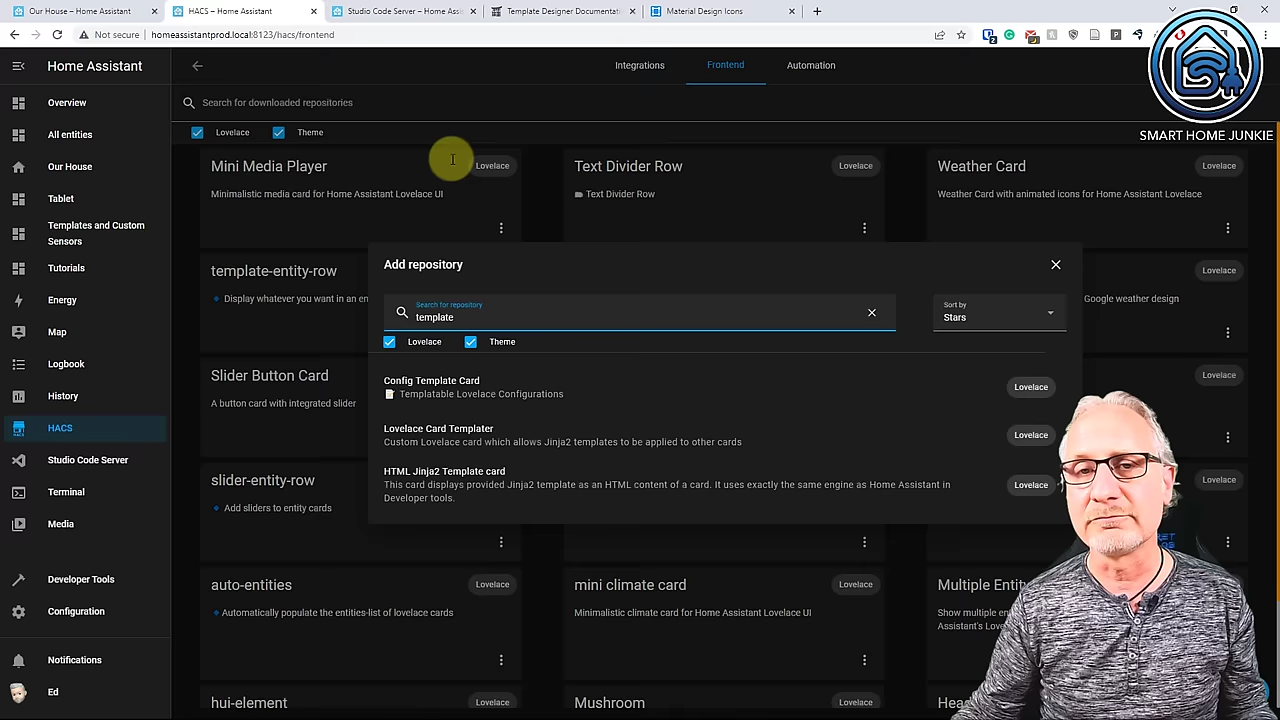 Our House – Home Assistant
HACS – Home Assistant
Studio Code Server – Home Assis
Template Designer Documentati
Material Design Icons
Not secure
homeassistantprod.local:8123/hacs/frontend
SMART HOME JUNKIE
Home Assistant
Overview
All entities
Our House
Tablet
Templates and Custom
Sensors
Tutorials
Energy
Map
Logbook
History
HACS
Studio Code Server
Terminal
Media
Developer Tools
Configuration
Notifications
Ed
Integrations
Frontend
Automation
Search for downloaded repositories
Lovelace
Theme
Mini Media Player
Lovelace
Minimalistic media card for Home Assistant Lovelace UI
Text Divider Row
Lovelace
Text Divider Row
Weather Card
Lovelace
Weather Card with animated icons for Home Assistant Lovelace
template-entity-row
Display whatever you want in an en
Lovelace
Google weather design
Slider Button Card
A button card with integrated slider
Lovelace
slider-entity-row
Add sliders to entity cards
Lovelace
Add repository
Search for repository
template
Sort by
Stars
Lovelace
Theme
Config Template Card
Templatable Lovelace Configurations
Lovelace
Lovelace Card Templater
Custom Lovelace card which allows Jinja2 templates to be applied to other cards
Lovelace
HTML Jinja2 Template card
This card displays provided Jinja2 template as an HTML content of a card. It uses exactly the same engine as Home Assistant in
Developer tools.
Lovelace
auto-entities
Lovelace
Automatically populate the entities-list of lovelace cards
mini climate card
Lovelace
Minimalistic climate card for Home Assistant Lovelace UI
Multiple Entit
Show multiple en
Assistant's Love
hui-element
Lovelace
Mushroom
Lovelace
Head